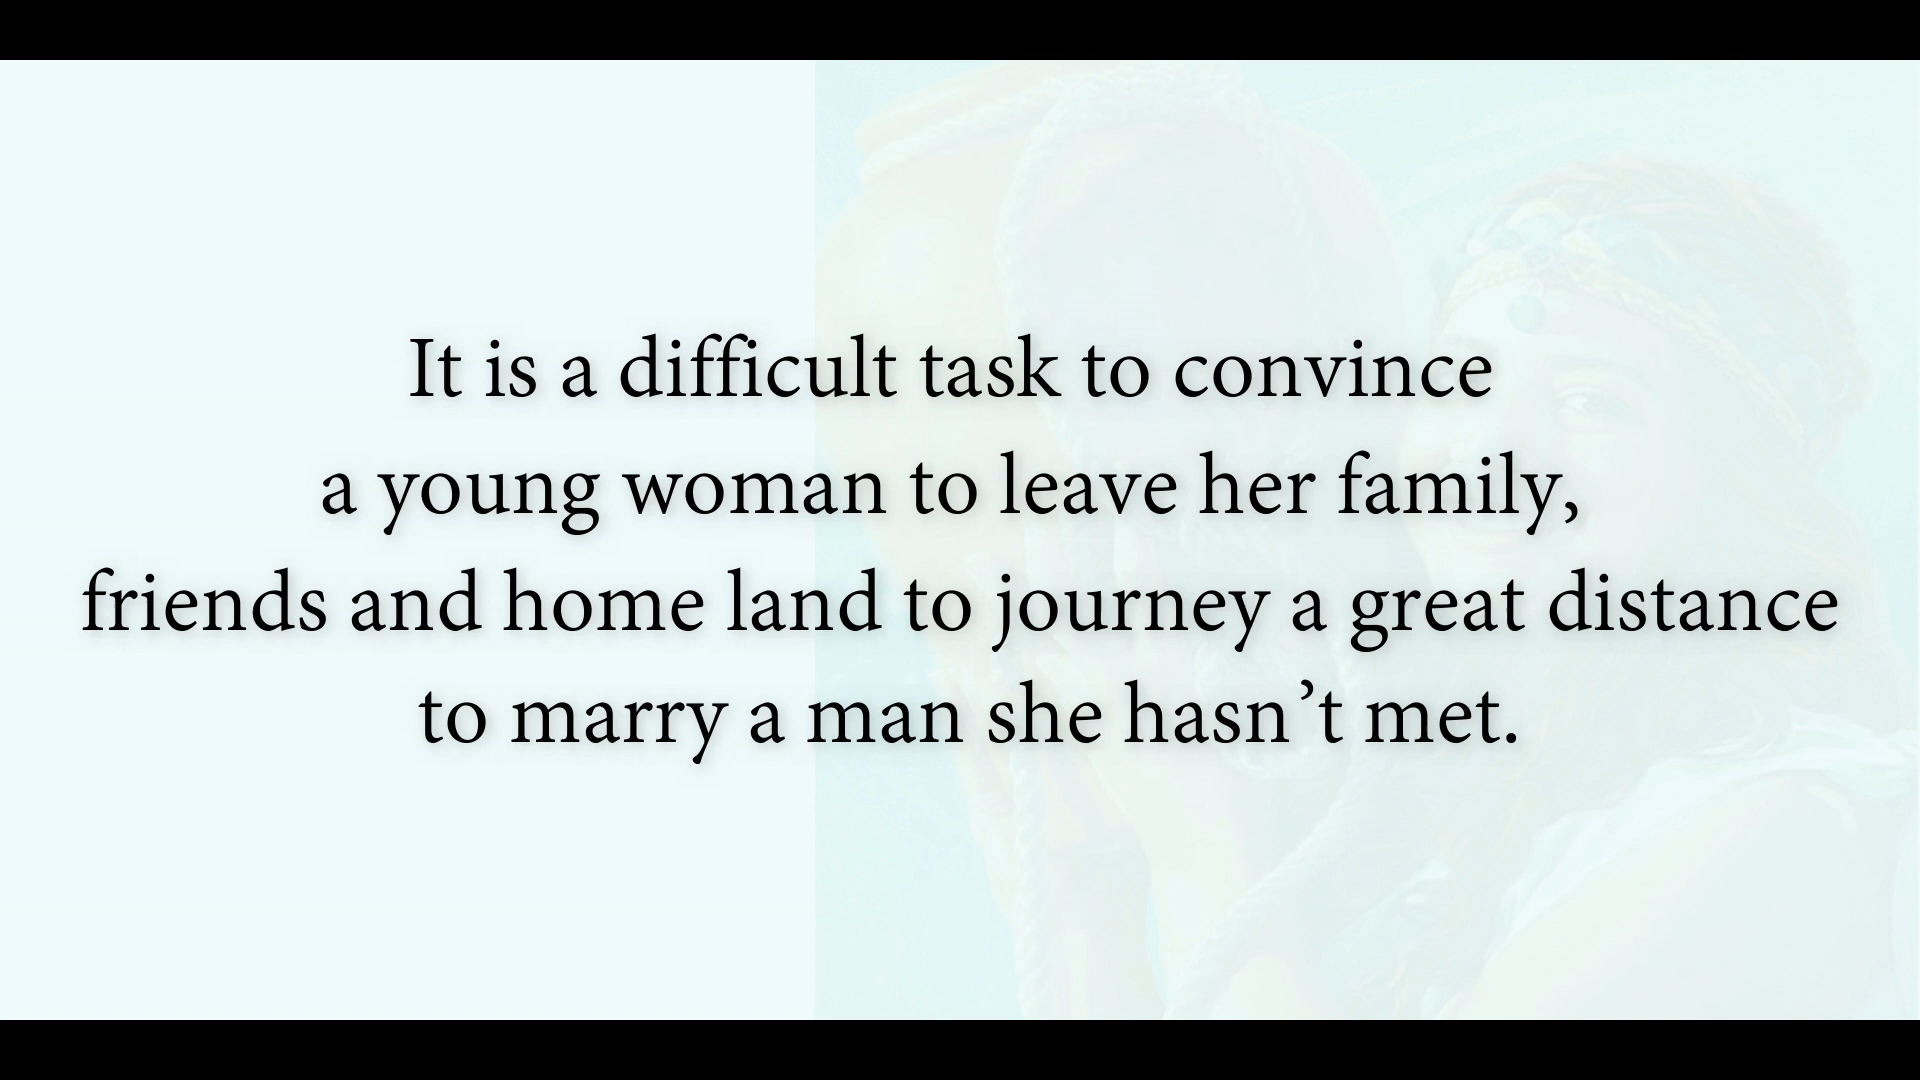 It is a difficult task to convince
a young woman to leave her family,
friends and home land to journey a great distance
to marry a man she hasn’t met.